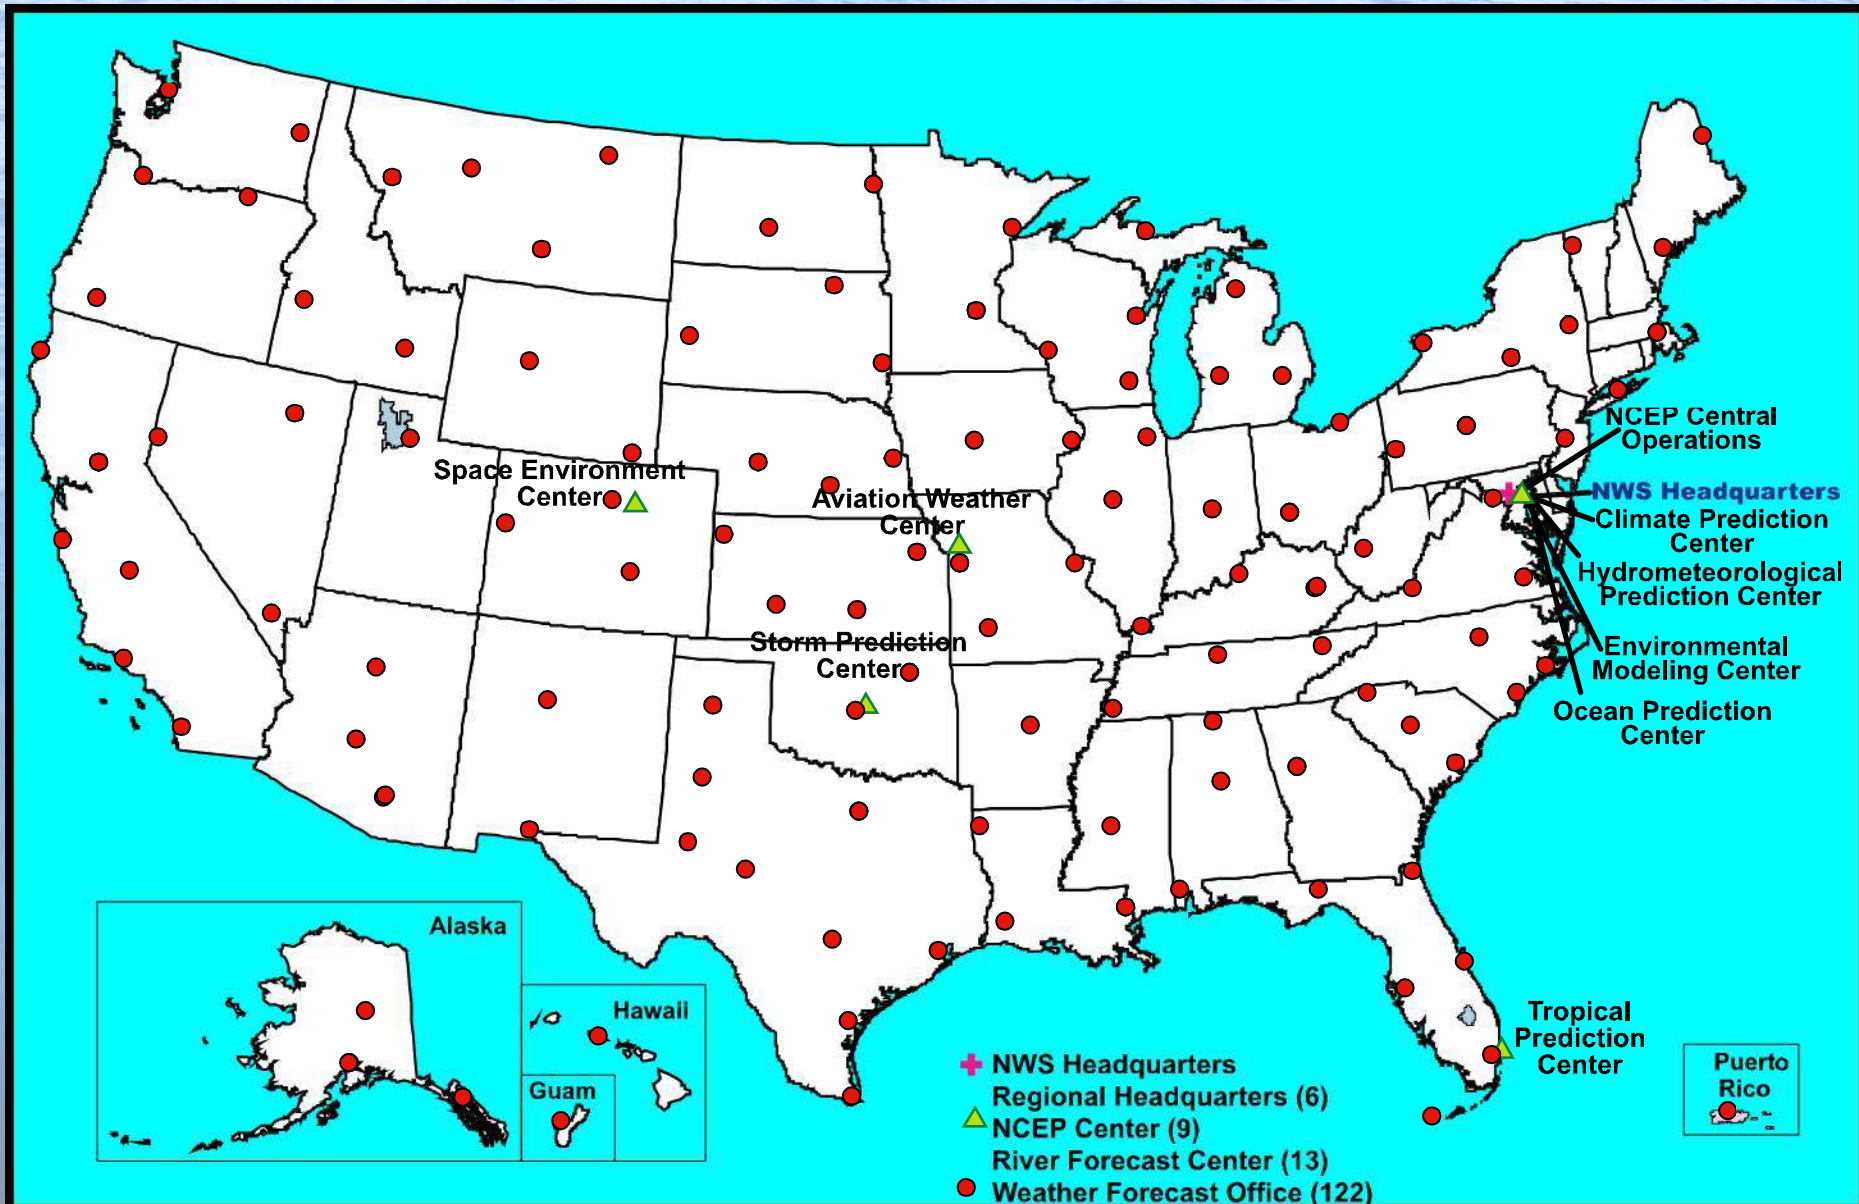 NCEP Central
Operations
Space Environment
Center
Aviation Weather
Center
NWS Headquarters
Climate Prediction
Center
Hydrometeorological
Prediction Center
Storm Prediction
Center
Environmental
Modeling Center
Ocean Prediction
Center
Alaska
Hawaii
Guam
Tropical
Prediction
Center
Puerto
Rico
NWS Headquarters
Regional Headquarters (6)
NCEP Center (9)
River Forecast Center (13)
Weather Forecast Office (122)